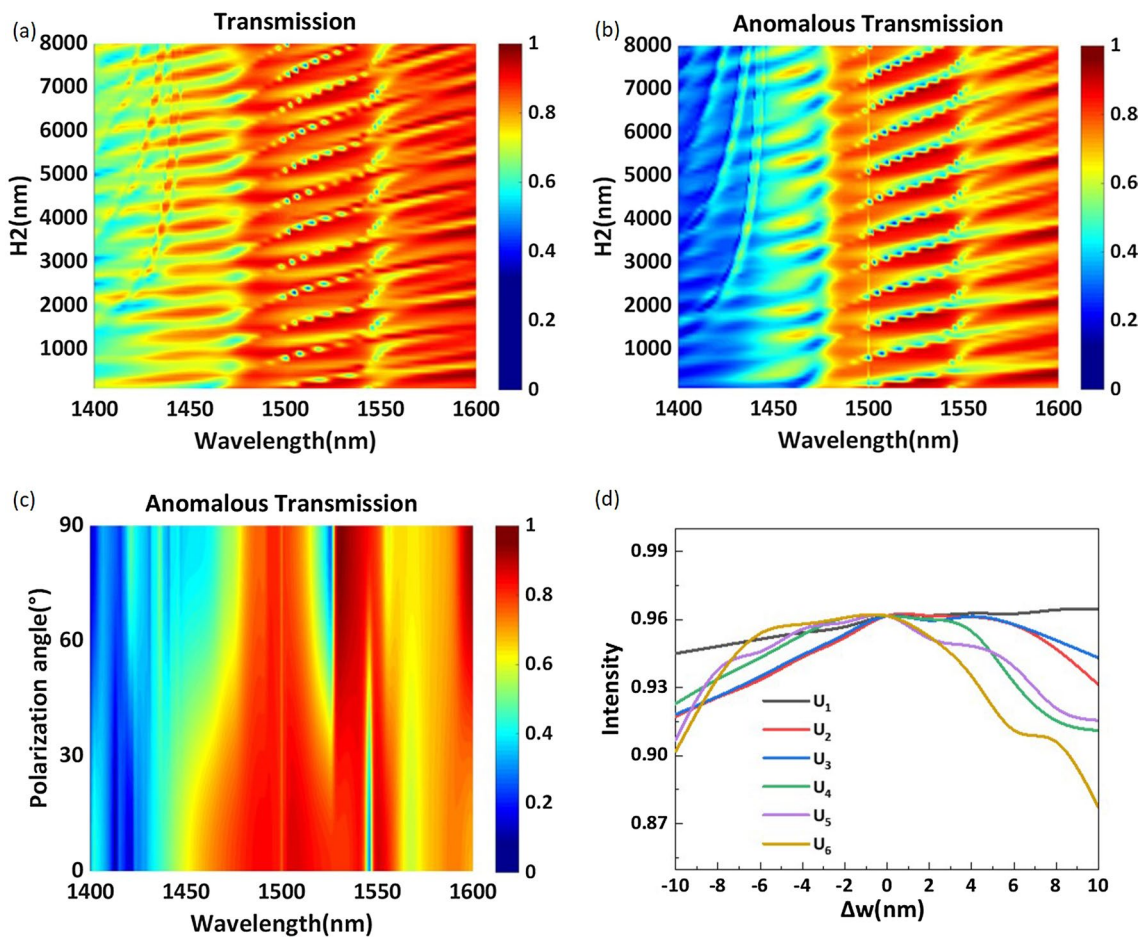 (a)
Transmission
8000
7000
6000
5000
4000
3000
2000
1000
H2(nm)
1400 1450 1500 1550 1600
Wavelength(nm)
1
0.8
0.6
0.4
0.2
0
(b)
Anomalous Transmission
8000
7000
6000
5000
4000
3000
2000
1000
H2(nm)
1400 1450 1500 1550 1600
Wavelength(nm)
1
0.8
0.6
0.4
0.2
0
(c)
Anomalous Transmission
90
60
30
0
Polarization angle(°)
1400 1450 1500 1550 1600
Wavelength(nm)
1
0.8
0.6
0.4
0.2
0
(d)
0.99
0.96
0.93
0.90
0.87
Intensity
U₁
U₂
U₃
U₄
U₅
U₆
-10 -8 -6 -4 -2 0 2 4 6 8 10
Δw(nm)